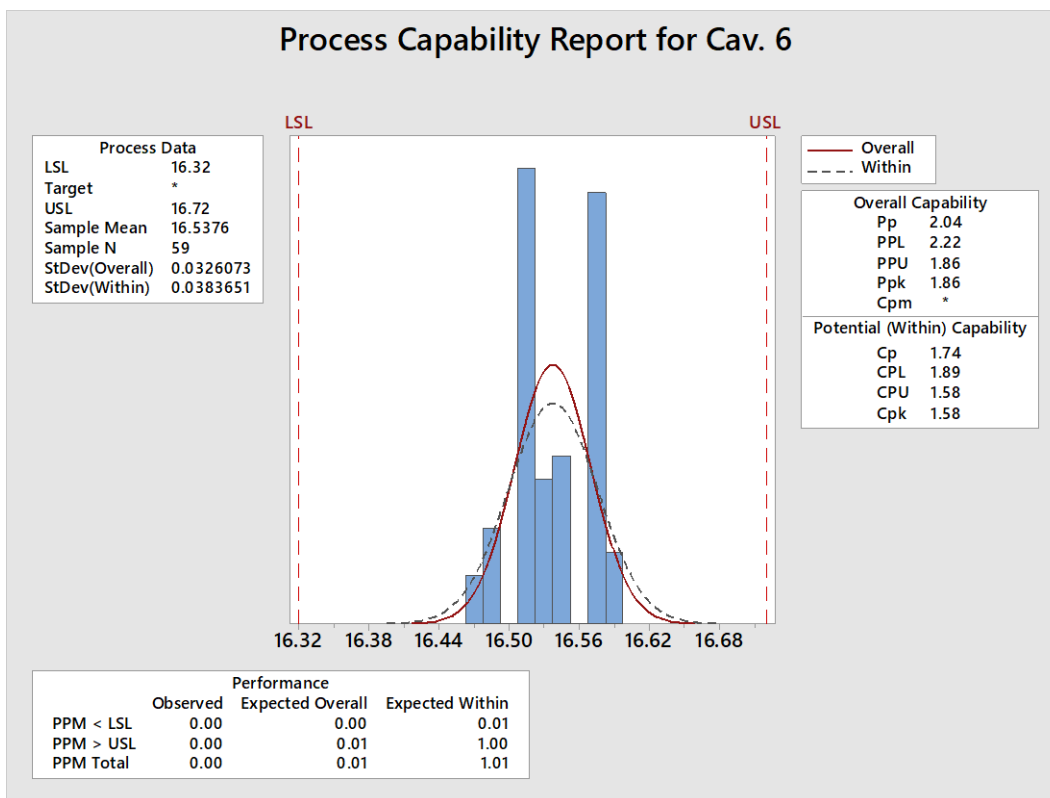 Process Capability Report for Cav. 6
LSL USL
Process Data
LSL 16.32
Target *
USL 16.72
Sample Mean 16.5376
Sample N 59
StDev(Overall) 0.0326073
StDev(Within) 0.0383651
Overall
Within
Overall Capability
Pp 2.04
PPL 2.22
PPU 1.86
Ppk 1.86
Cpm *
Potential (Within) Capability
Cp 1.74
CPL 1.89
CPU 1.58
Cpk 1.58
16.32 16.38 16.44 16.50 16.56 16.62 16.68
Performance
Observed Expected Overall Expected Within
PPM < LSL 0.00 0.00 0.01
PPM > USL 0.00 0.01 1.00
PPM Total 0.00 0.01 1.01